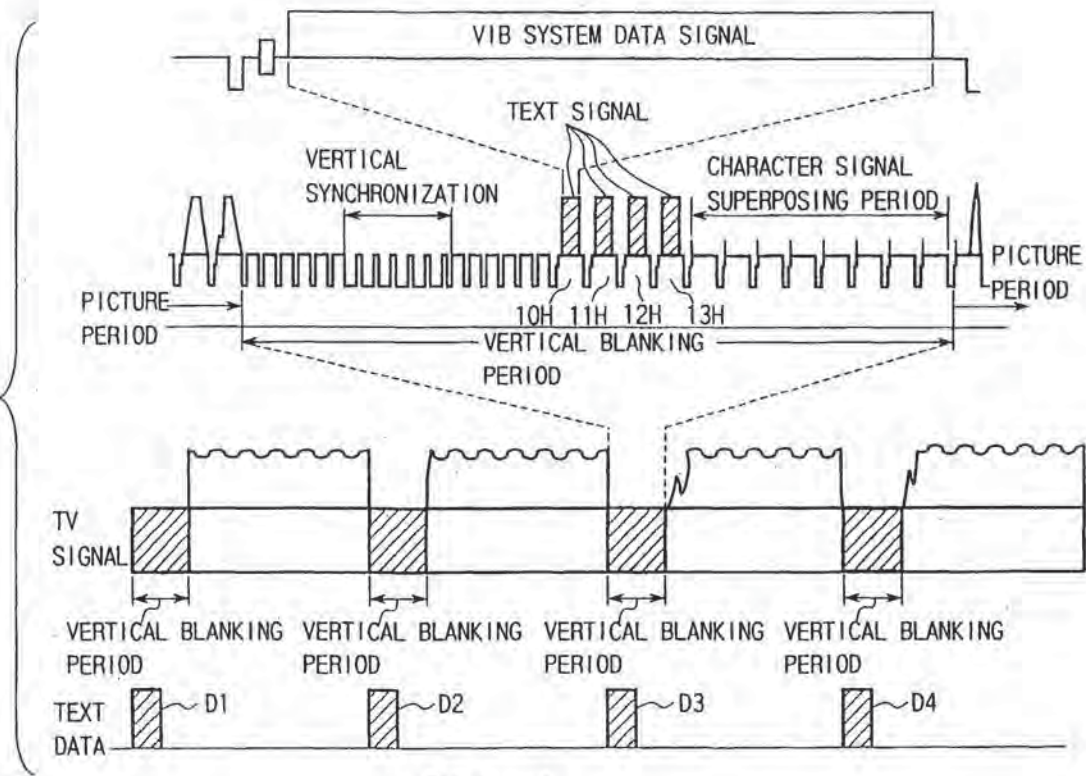 VIB SYSTEM DATA SIGNAL
TEXT SIGNAL
VERTICAL
SYNCHRONIZATION
CHARACTER SIGNAL
SUPERPOSING PERIOD
PICTURE
PERIOD
PICTURE
PERIOD
10H 11H 12H 13H
VERTICAL BLANKING
PERIOD
TV
SIGNAL
VERTICAL BLANKING
PERIOD
VERTICAL BLANKING
PERIOD
VERTICAL BLANKING
PERIOD
VERTICAL BLANKING
PERIOD
TEXT
DATA
D1 D2 D3 D4